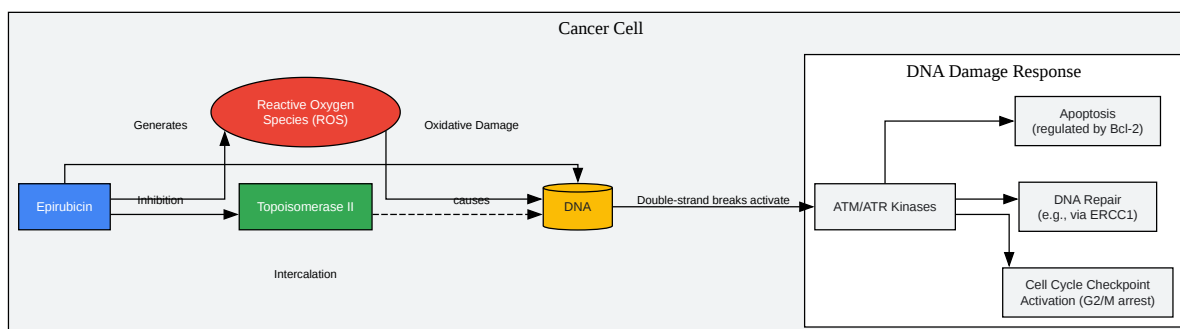 Cancer Cell
DNA Damage Response
Reactive Oxygen
Species (ROS)
Generates
Oxidative Damage
Apoptosis
(regulated by Bcl-2)
Epirubicin
Inhibition
Topoisomerase II
causes
DNA
Double-strand breaks activate
ATM/ATR Kinases
DNA Repair
(e.g., via ERCC1)
Intercalation
Cell Cycle Checkpoint
Activation (G2/M arrest)